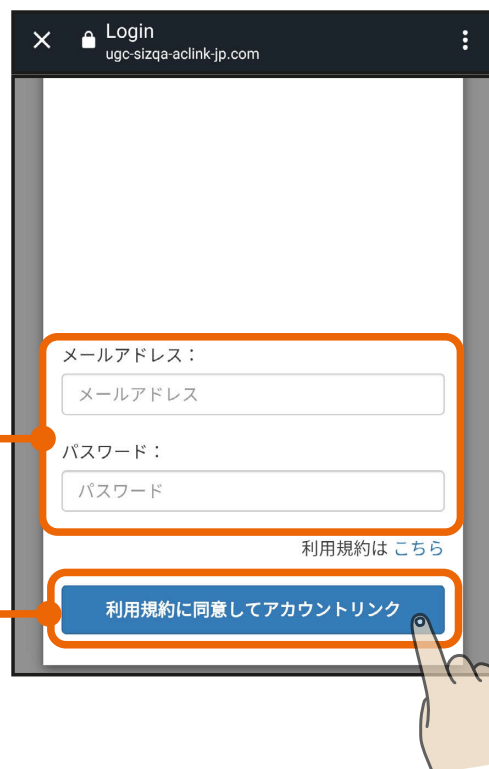 Login
ugc-sizqa-aclink-jp.com
メールアドレス：
メールアドレス
パスワード：
パスワード
利用規約は こちら
利用規約に同意してアカウントリンク